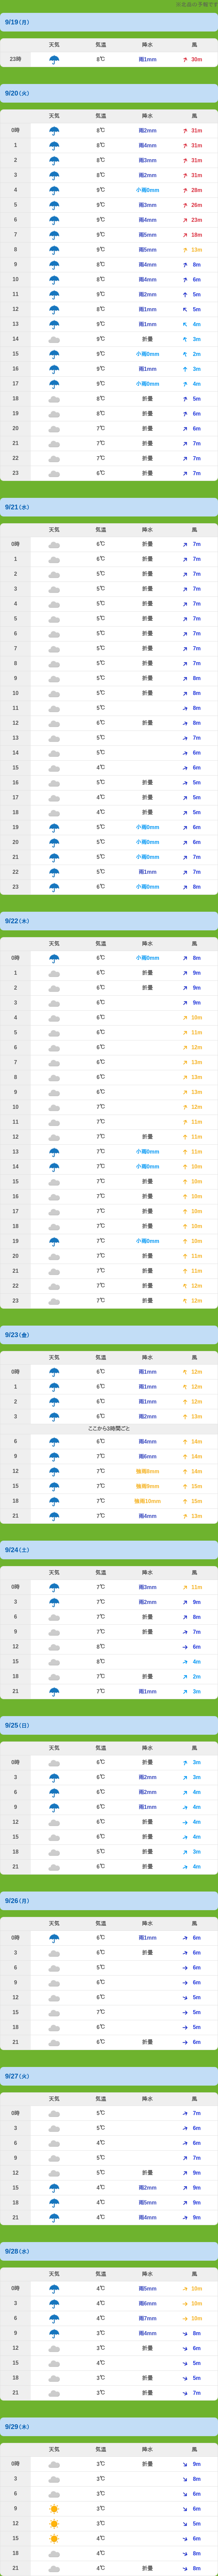 9/19(月)
天気 気温 降水 風
23時 8℃ 雨1mm 30m
9/20(火)
天気 気温 降水 風
0時 8℃ 雨2mm 31m
1 8℃ 雨4mm 31m
2 8℃ 雨3mm 31m
3 8℃ 雨2mm 31m
4 9℃ 小雨0mm 28m
5 9℃ 雨3mm 26m
6 9℃ 雨4mm 23m
7 9℃ 雨5mm 18m
8 9℃ 雨5mm 13m
9 9℃ 雨4mm 8m
10 9℃ 雨4mm 6m
11 9℃ 雨2mm 5m
12 9℃ 雨1mm 5m
13 9℃ 雨1mm 4m
14 9℃ 折畳 3m
15 9℃ 小雨0mm 2m
16 9℃ 雨1mm 3m
17 9℃ 小雨0mm 4m
18 8℃ 折畳 5m
19 8℃ 折畳 6m
20 7℃ 折畳 6m
21 7℃ 折畳 7m
22 7℃ 折畳 7m
23 6℃ 折畳 7m
9/21(水)
天気 気温 降水 風
0時 6℃ 折畳 7m
1 6℃ 折畳 7m
2 5℃ 折畳 7m
3 5℃ 折畳 7m
4 5℃ 折畳 7m
5 5℃ 折畳 7m
6 5℃ 折畳 7m
7 5℃ 折畳 7m
8 5℃ 折畳 7m
9 5℃ 折畳 8m
10 5℃ 折畳 8m
11 5℃ 8m
12 6℃ 折畳 8m
13 5℃ 7m
14 5℃ 6m
15 4℃ 6m
16 5℃ 折畳 5m
17 4℃ 折畳 5m
18 4℃ 折畳 5m
19 5℃ 小雨0mm 6m
20 5℃ 小雨0mm 6m
21 5℃ 小雨0mm 7m
22 5℃ 雨1mm 7m
23 6℃ 小雨0mm 8m
9/22(木)
天気 気温 降水 風
0時 6℃ 小雨0mm 8m
1 6℃ 折畳 9m
2 6℃ 折畳 9m
3 6℃ 9m
4 6℃ 10m
5 6℃ 11m
6 6℃ 12m
7 6℃ 13m
8 6℃ 13m
9 6℃ 13m
10 7℃ 12m
11 7℃ 11m
12 7℃ 折畳 11m
13 7℃ 小雨0mm 11m
14 7℃ 小雨0mm 10m
15 7℃ 折畳 10m
16 7℃ 折畳 10m
17 7℃ 折畳 10m
18 7℃ 折畳 10m
19 7℃ 小雨0mm 10m
20 7℃ 折畳 11m
21 7℃ 折畳 11m
22 7℃ 折畳 12m
23 7℃ 折畳 12m
9/23(金)
天気 気温 降水 風
0時 6℃ 雨1mm 12m
1 6℃ 雨1mm 12m
2 6℃ 雨1mm 12m
3 6℃ 雨2mm 13m
ここから3時間ごと
6 7℃ 雨4mm 14m
9 7℃ 雨6mm 14m
12 7℃ 強雨8mm 14m
15 7℃ 強雨9mm 15m
18 7℃ 強雨10mm 15m
21 7℃ 雨4mm 13m
9/24(土)
天気 気温 降水 風
0時 7℃ 雨3mm 11m
3 7℃ 雨2mm 9m
6 7℃ 折畳 8m
9 7℃ 折畳 7m
12 8℃ 6m
15 8℃ 4m
18 7℃ 折畳 2m
21 7℃ 雨1mm 3m
9/25(日)
天気 気温 降水 風
0時 6℃ 折畳 3m
3 6℃ 雨2mm 3m
6 6℃ 雨2mm 4m
9 6℃ 雨1mm 4m
12 6℃ 折畳 4m
15 6℃ 折畳 4m
18 5℃ 折畳 3m
21 6℃ 折畳 4m
9/26(月)
天気 気温 降水 風
0時 6℃ 雨1mm 6m
3 6℃ 折畳 6m
6 5℃ 6m
9 6℃ 6m
12 6℃ 5m
15 7℃ 5m
18 6℃ 5m
21 6℃ 折畳 6m
9/27(火)
天気 気温 降水 風
0時 5℃ 7m
3 5℃ 6m
6 4℃ 6m
9 5℃ 7m
12 5℃ 折畳 9m
15 4℃ 雨2mm 9m
18 4℃ 雨5mm 9m
21 4℃ 雨4mm 9m
9/28(水)
天気 気温 降水 風
0時 4℃ 雨5mm 10m
3 4℃ 雨6mm 10m
6 4℃ 雨7mm 10m
9 3℃ 雨4mm 8m
12 3℃ 折畳 6m
15 4℃ 5m
18 3℃ 折畳 5m
21 3℃ 折畳 7m
9/29(木)
天気 気温 降水 風
0時 3℃ 折畳 9m
3 3℃ 8m
6 3℃ 6m
9 3℃ 6m
12 3℃ 5m
15 4℃ 6m
18 4℃ 8m
21 4℃ 折畳 8m